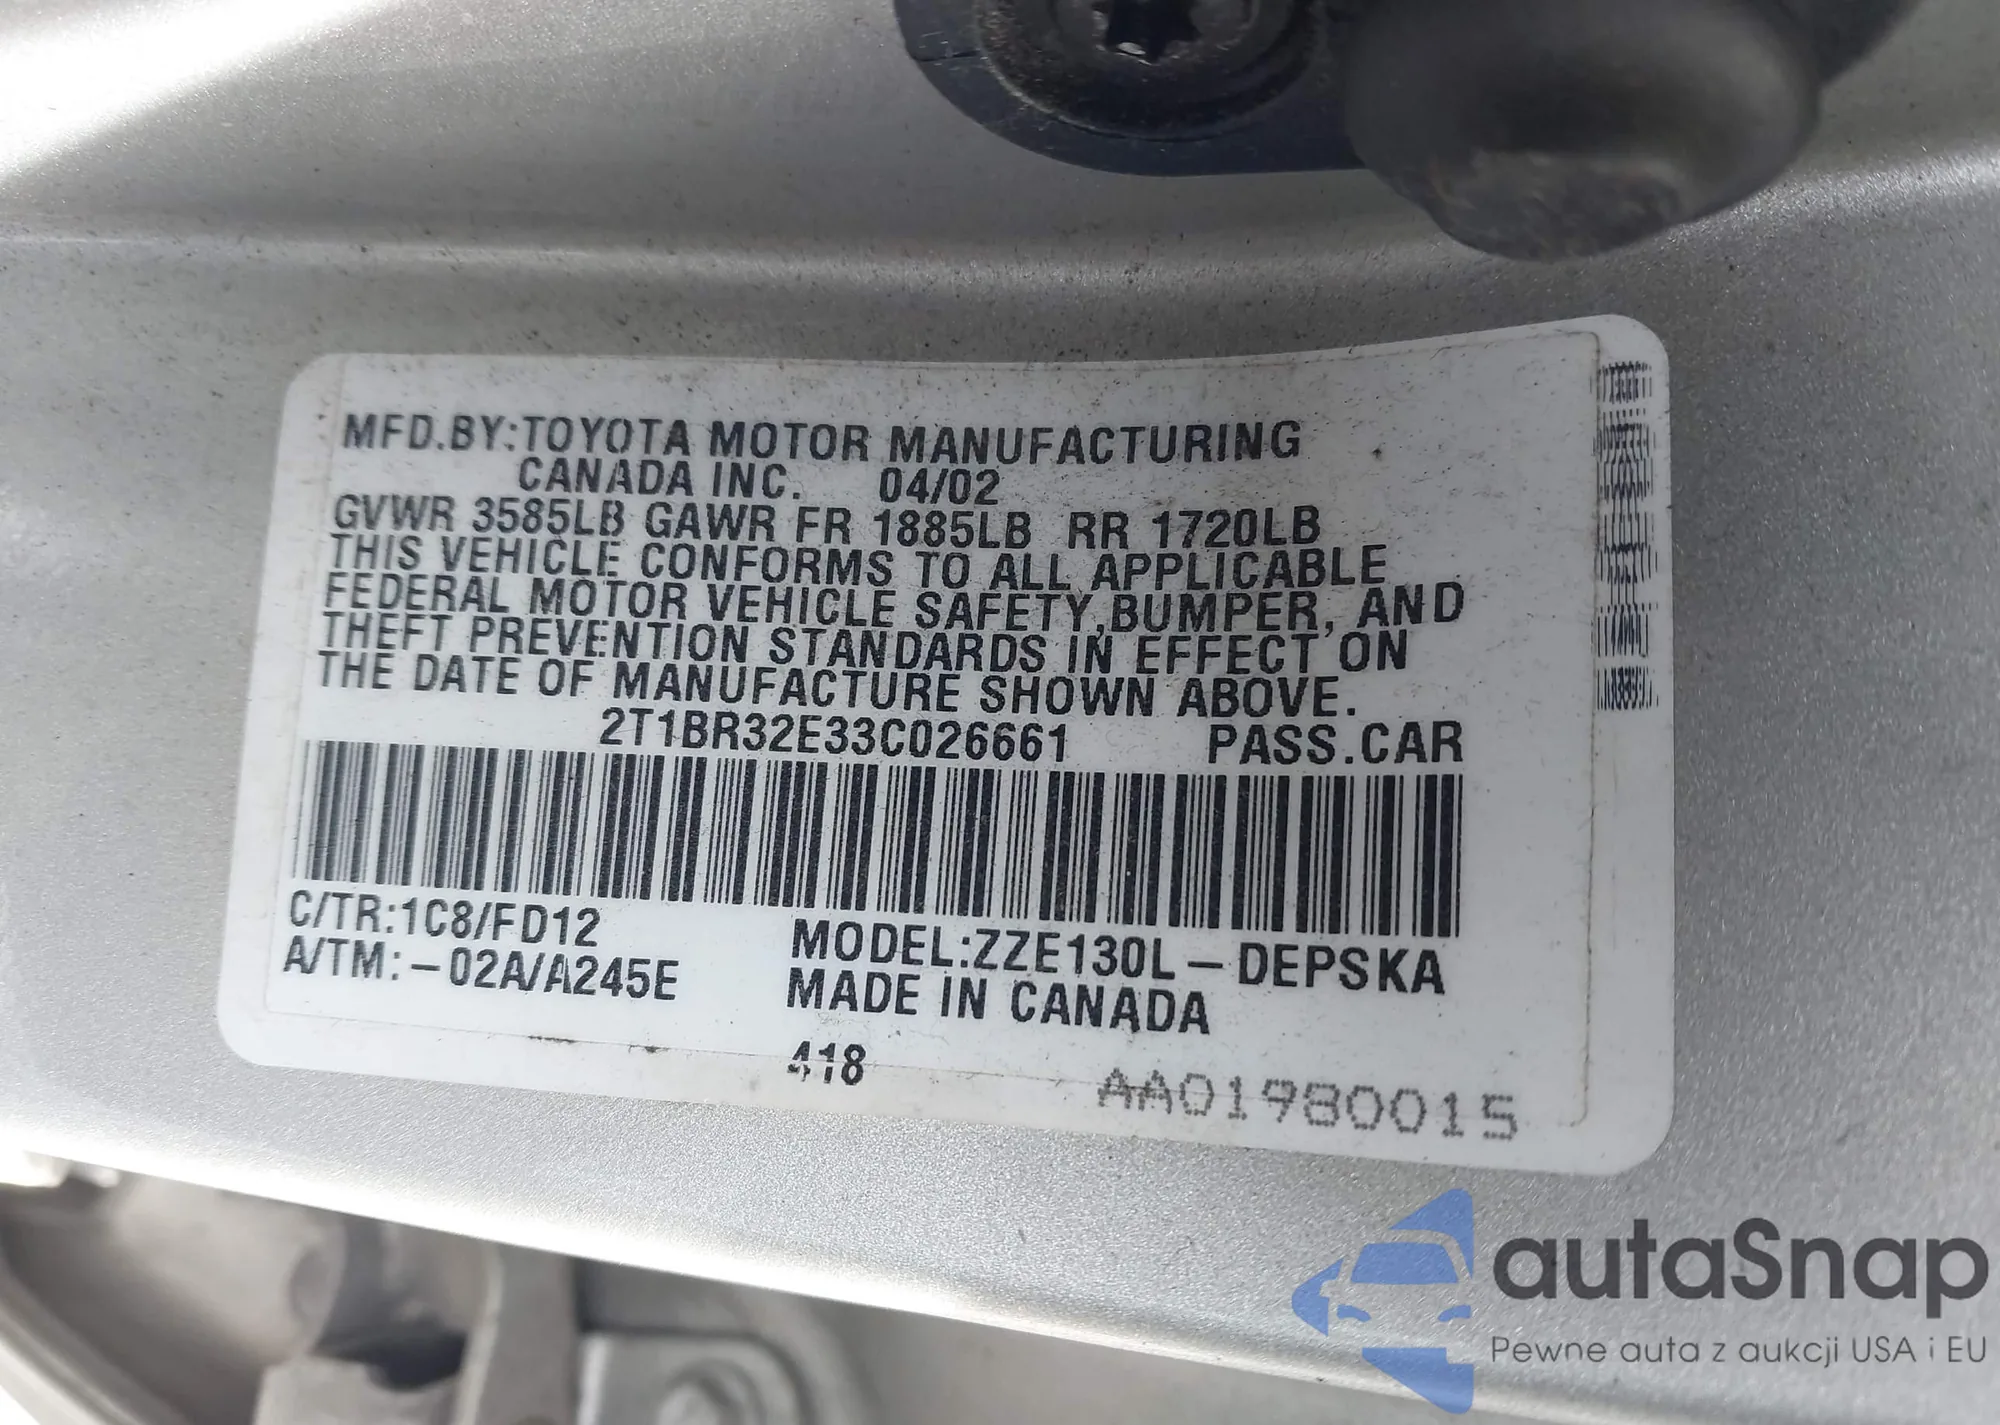 MFD.BY:TOYOTA MOTOR MANUFACTURING
CANADA INC. 04/02
GVWR 3585LB GAWR FR 1885LB RR 1720LB
THIS VEHICLE CONFORMS TO ALL APPLICABLE
FEDERAL MOTOR VEHICLE SAFETY,BUMPER, AND
THEFT PREVENTION STANDARDS IN EFFECT ON
THE DATE OF MANUFACTURE SHOWN ABOVE.
2T1BR32E33C026661 PASS.CAR
C/TR:1C8/FD12
A/TM:-02A/A245E
MODEL:ZZE130L-DEPSKA
MADE IN CANADA
418
AA01980015
autaSnap
Pewne auta z aukcji USA i EU